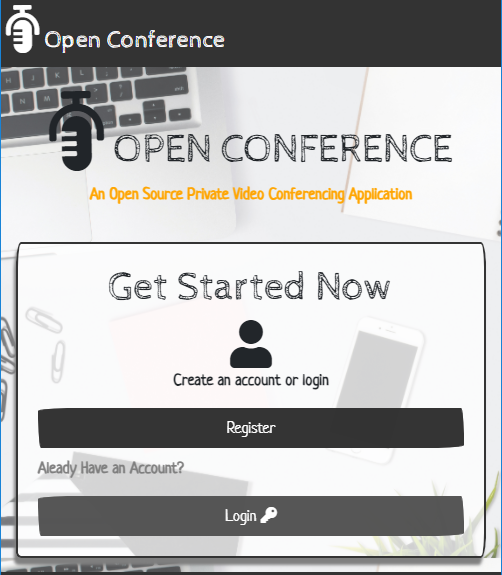 Open Conference
OPEN CONFERENCE
An Open Source Private Video Conferencing Application
Get Started Now
Create an account or login
Register
Aleady Have an Account?
Login